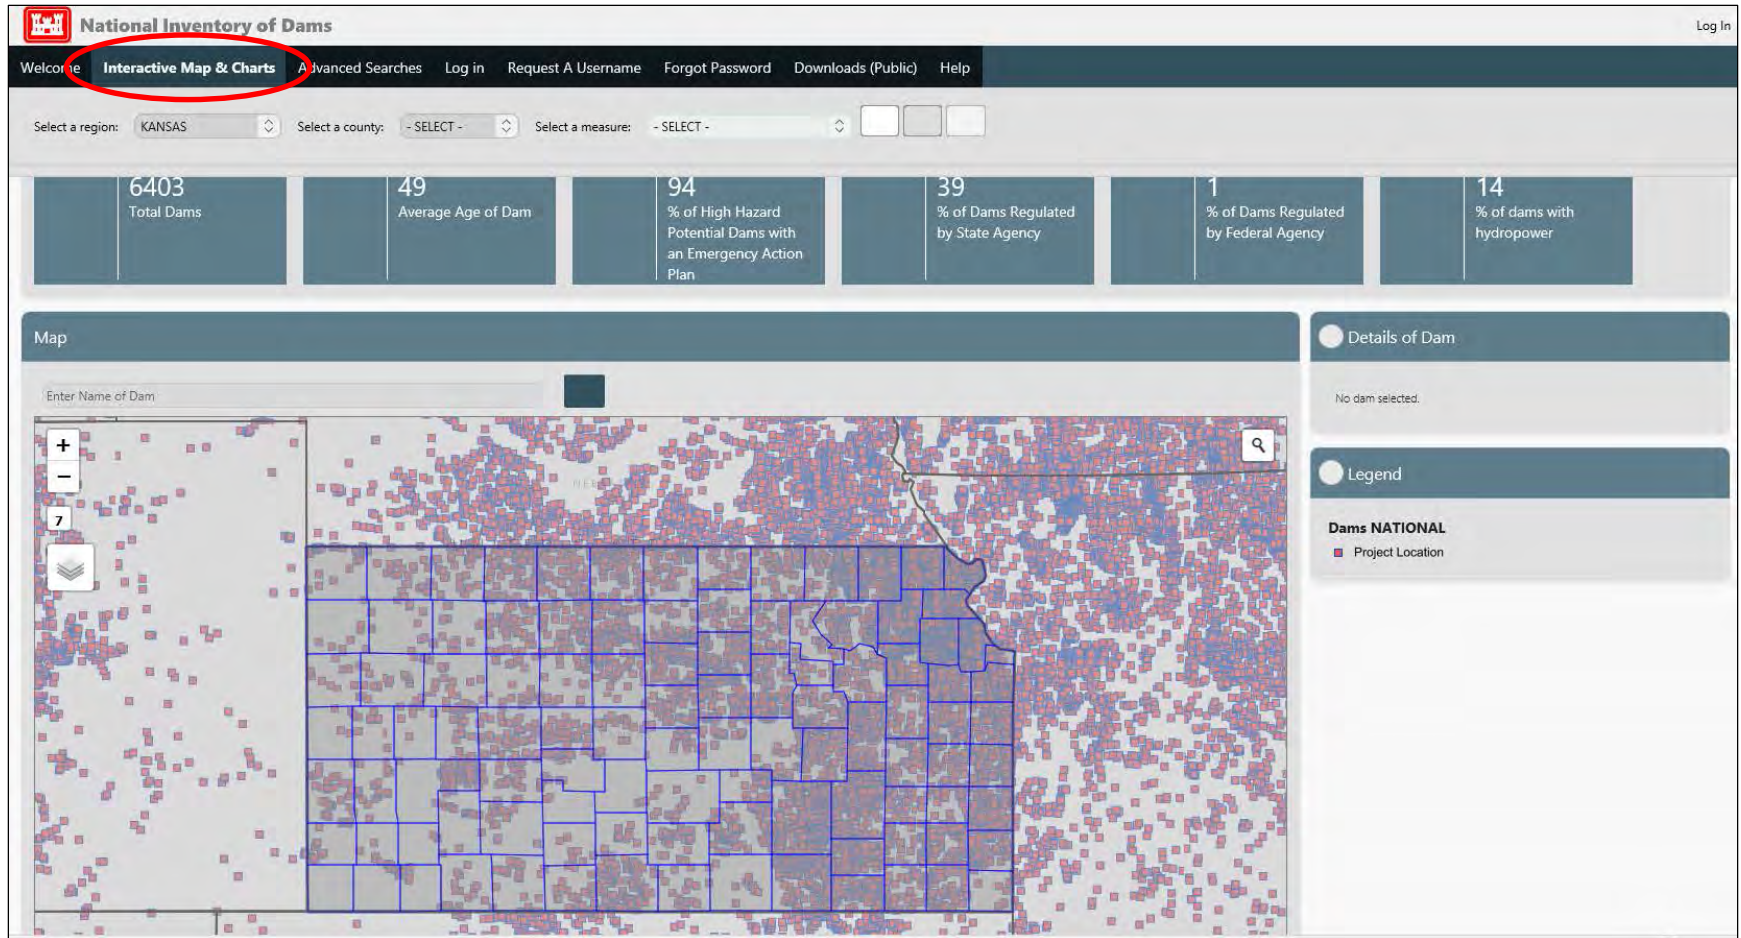 National Inventory of Dams
Log In
Welcome Interactive Map & Charts Advanced Searches Log in Request A Username Forgot Password Downloads (Public) Help
Select a region: KANSAS Select a county: - SELECT - Select a measure: - SELECT -
6403
Total Dams
49
Average Age of Dam
94
% of High Hazard
Potential Dams with
an Emergency Action
Plan
39
% of Dams Regulated
by State Agency
1
% of Dams Regulated
by Federal Agency
14
% of dams with
hydropower
Map
Enter Name of Dam
+
−
7
Details of Dam
No dam selected.
Legend
Dams NATIONAL
Project Location